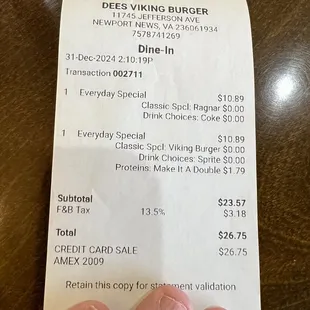 DEES VIKING BURGER
11745 JEFFERSON AVE
NEWPORT NEWS, VA 236061934
7578741269
Dine-In
31-Dec-2024 2:10:19P
Transaction 002711
1 Everyday Special $10.89
Classic Spcl: Ragnar $0.00
Drink Choices: Coke $0.00
1 Everyday Special $10.89
Classic Spcl: Viking Burger $0.00
Drink Choices: Sprite $0.00
Proteins: Make It A Double $1.79
Subtotal $23.57
F&B Tax 13.5% $3.18
Total $26.75
CREDIT CARD SALE $26.75
AMEX 2009
Retain this copy for statement validation